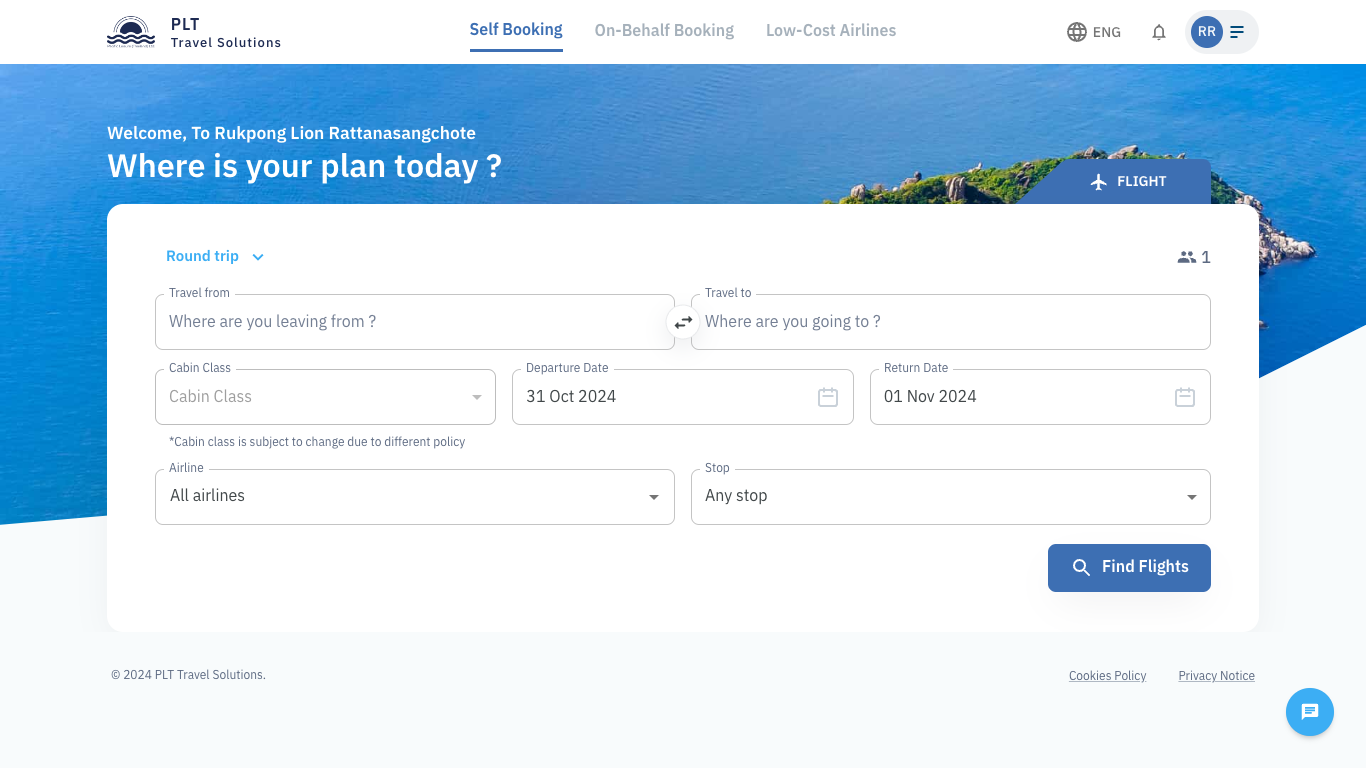 PLT
Travel Solutions
Self Booking
On-Behalf Booking
Low-Cost Airlines
ENG
RR
Welcome, To Rukpong Lion Rattanasangchote
Where is your plan today ?
FLIGHT
Round trip
1
Travel from
Where are you leaving from ?
Travel to
Where are you going to ?
Cabin Class
Cabin Class
Departure Date
31 Oct 2024
Return Date
01 Nov 2024
*Cabin class is subject to change due to different policy
Airline
All airlines
Stop
Any stop
Find Flights
© 2024 PLT Travel Solutions.
Cookies Policy
Privacy Notice